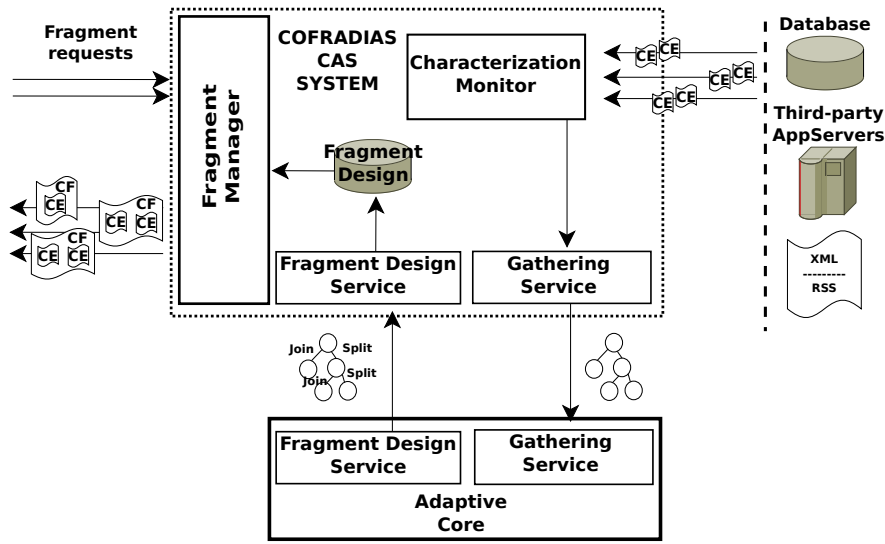 Fragment
requests
COFRADIAS
CAS
SYSTEM
Characterization
Monitor
CE
CE
CE
CE
CE
CE
Database
Third-party
AppServers
XML
---------
RSS
Fragment
Manager
Fragment
Design
CF
CE
CF
CE
CE
CF
CE
CE
Fragment Design
Service
Gathering
Service
Join
Split
Split
Join
Fragment Design
Service
Gathering
Service
Adaptive
Core